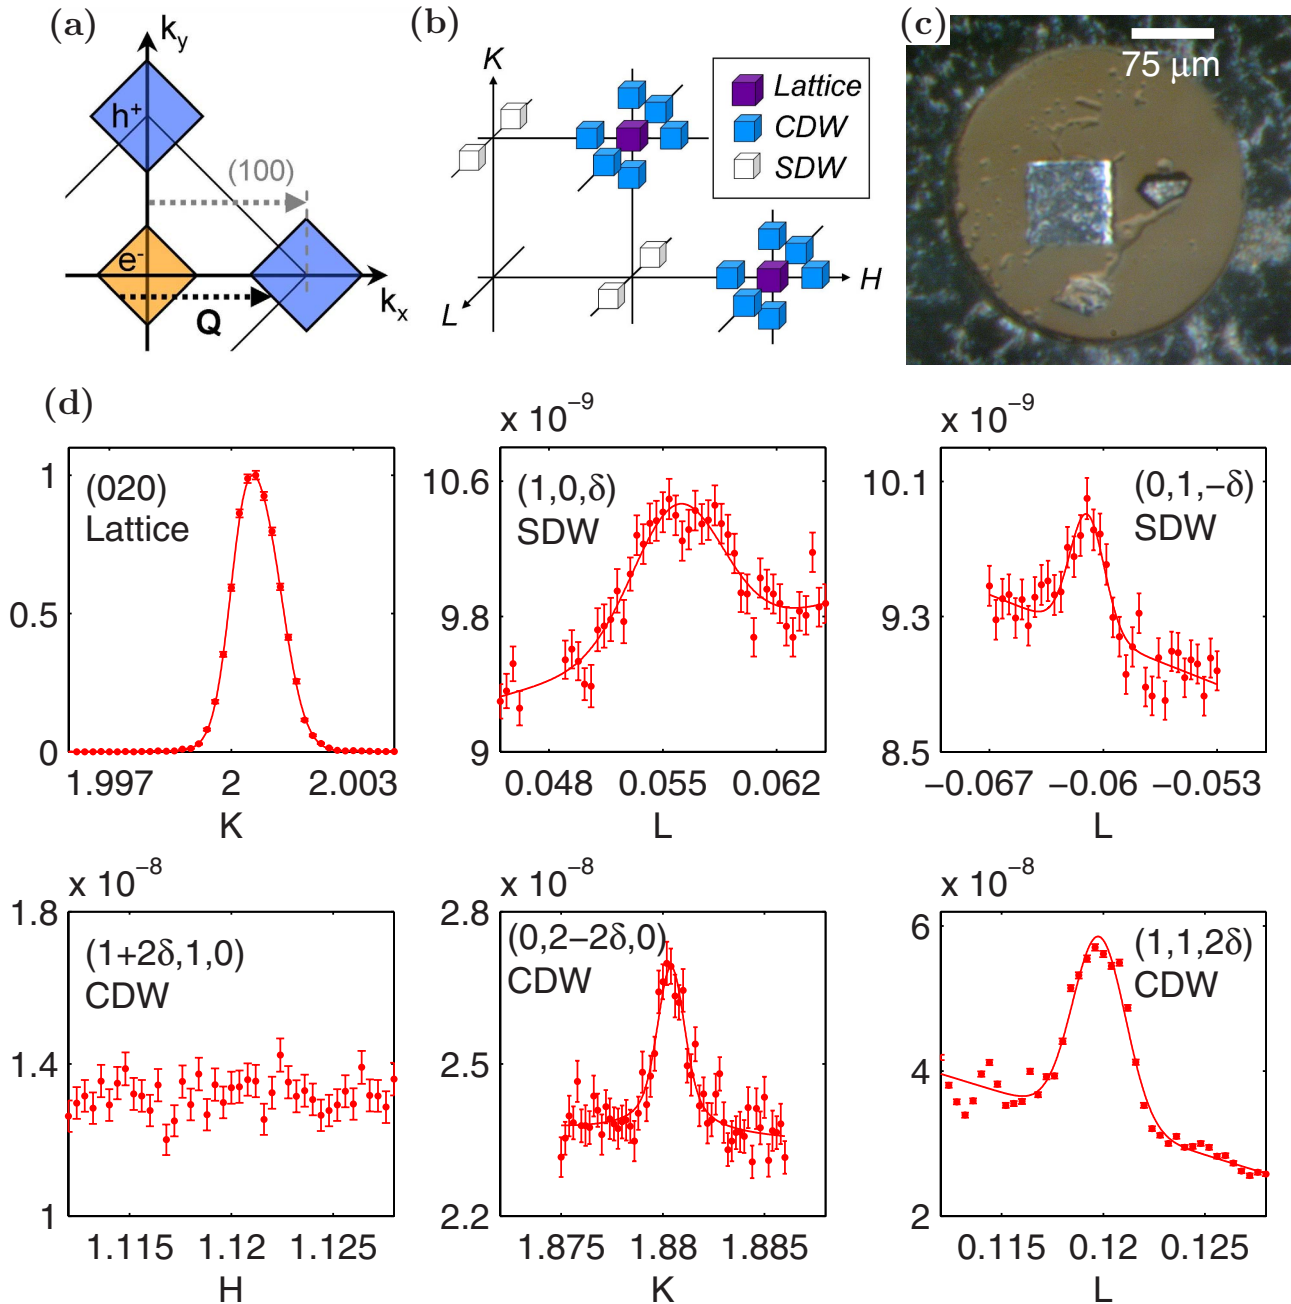 (a)
k_y
h⁺
(100)
e⁻
Q
k_x
(b)
K
Lattice
CDW
SDW
H
L
(c)
75 μm
(d)
1
0.5
0
(020)
Lattice
1.997
2
2.003
K
x 10⁻⁹
10.6
9.8
9
(1,0,δ)
SDW
0.048
0.055
0.062
L
x 10⁻⁹
10.1
9.3
8.5
(0,1,−δ)
SDW
−0.067
−0.06
−0.053
L
x 10⁻⁸
1.8
1.4
1
(1+2δ,1,0)
CDW
1.115
1.12
1.125
H
x 10⁻⁸
2.8
2.5
2.2
(0,2−2δ,0)
CDW
1.875
1.88
1.885
K
x 10⁻⁸
6
4
2
(1,1,2δ)
CDW
0.115
0.12
0.125
L